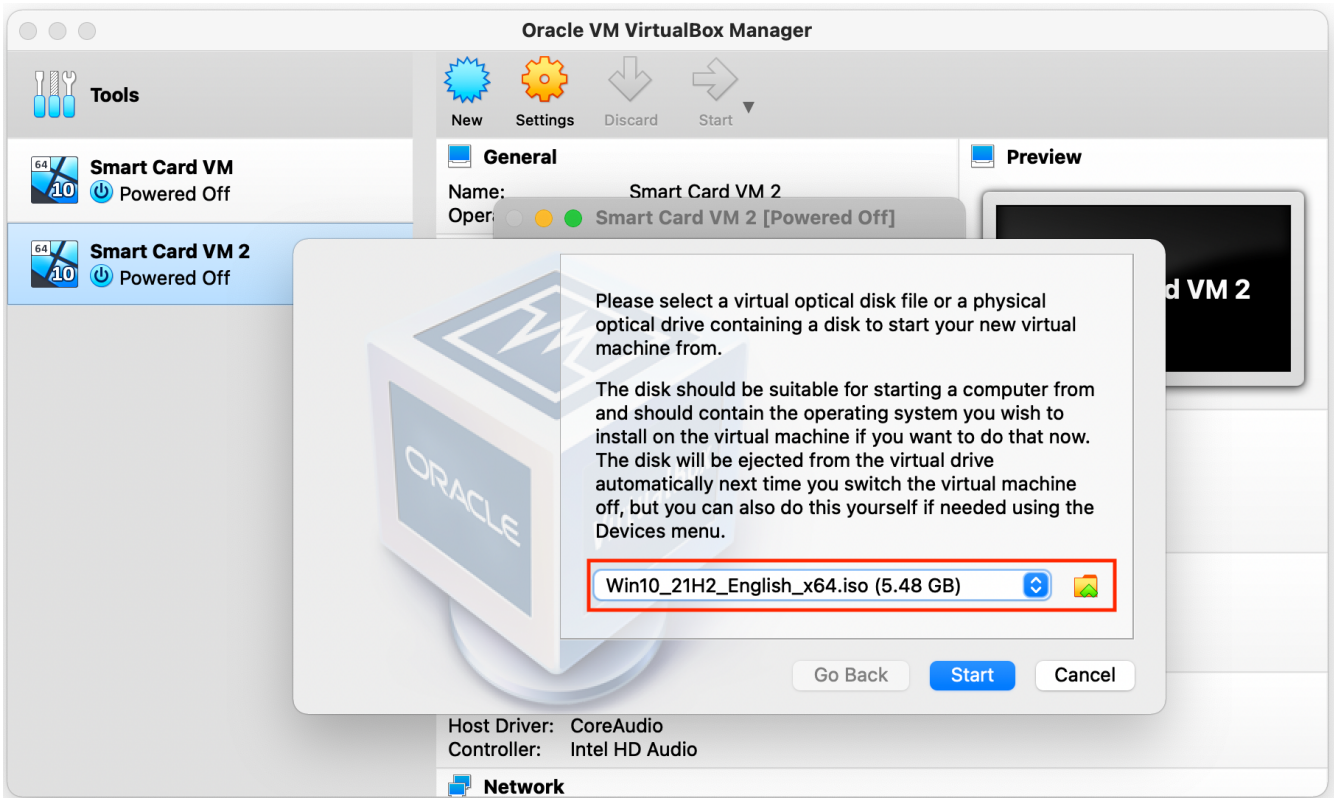 Oracle VM VirtualBox Manager
Tools
New
Settings
Discard
Start
64
10
Smart Card VM
Powered Off
64
10
Smart Card VM 2
Powered Off
General
Name: Smart Card VM 2
Opera
Preview
d VM 2
Smart Card VM 2 [Powered Off]
ORACLE
Please select a virtual optical disk file or a physical
optical drive containing a disk to start your new virtual
machine from.
The disk should be suitable for starting a computer from
and should contain the operating system you wish to
install on the virtual machine if you want to do that now.
The disk will be ejected from the virtual drive
automatically next time you switch the virtual machine
off, but you can also do this yourself if needed using the
Devices menu.
Win10_21H2_English_x64.iso (5.48 GB)
Go Back
Start
Cancel
Host Driver: CoreAudio
Controller: Intel HD Audio
Network